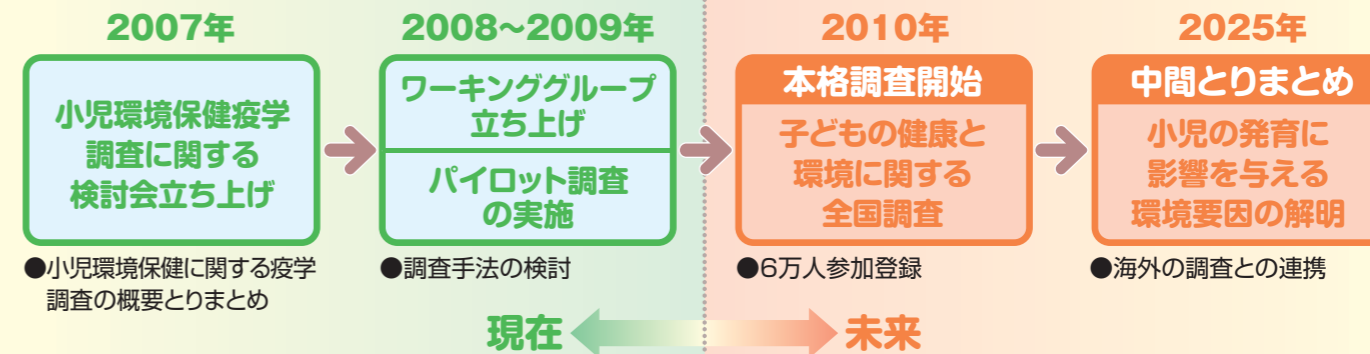 2007年
小児環境保健疫学
調査に関する
検討会立ち上げ
●小児環境保健に関する疫学
調査の概要とりまとめ
2008~2009年
ワーキンググループ
立ち上げ
パイロット調査
の実施
●調査手法の検討
2010年
本格調査開始
子どもの健康と
環境に関する
全国調査
●6万人参加登録
2025年
中間とりまとめ
小児の発育に
影響を与える
環境要因の解明
●海外の調査との連携
現在
未来